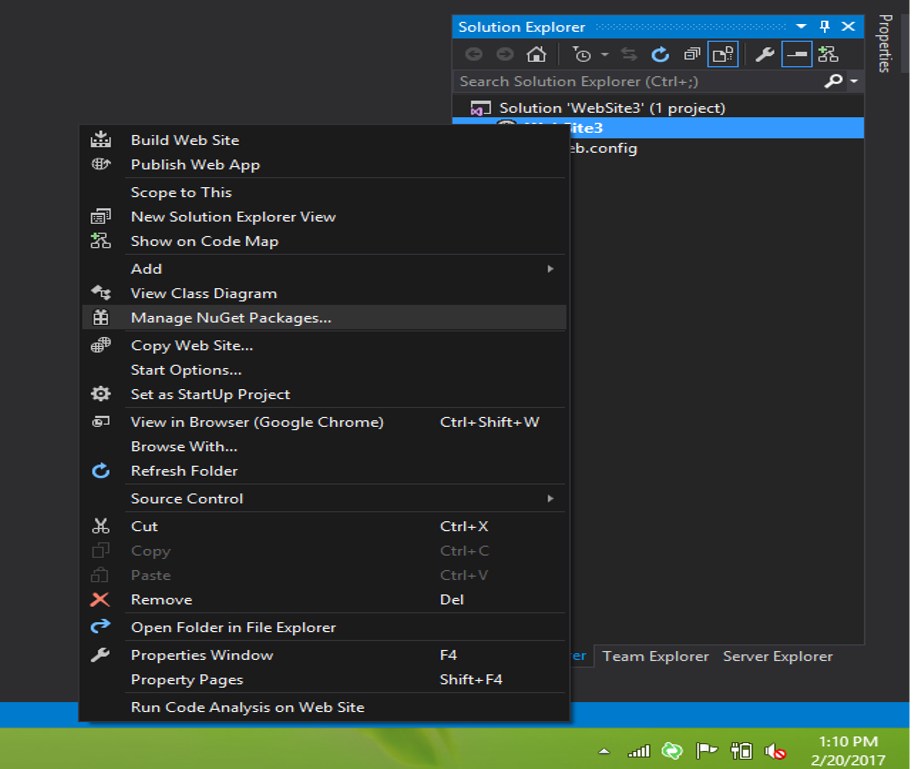 Solution Explorer
Properties
Search Solution Explorer (Ctrl+;)
Solution 'WebSite3' (1 project)
WebSite3
eb.config
Build Web Site
Publish Web App
Scope to This
New Solution Explorer View
Show on Code Map
Add
View Class Diagram
Manage NuGet Packages...
Copy Web Site...
Start Options...
Set as StartUp Project
View in Browser (Google Chrome) Ctrl+Shift+W
Browse With...
Refresh Folder
Source Control
Cut Ctrl+X
Copy Ctrl+C
Paste Ctrl+V
Remove Del
Open Folder in File Explorer
Properties Window F4
Property Pages Shift+F4
Run Code Analysis on Web Site
er Team Explorer Server Explorer
1:10 PM
2/20/2017